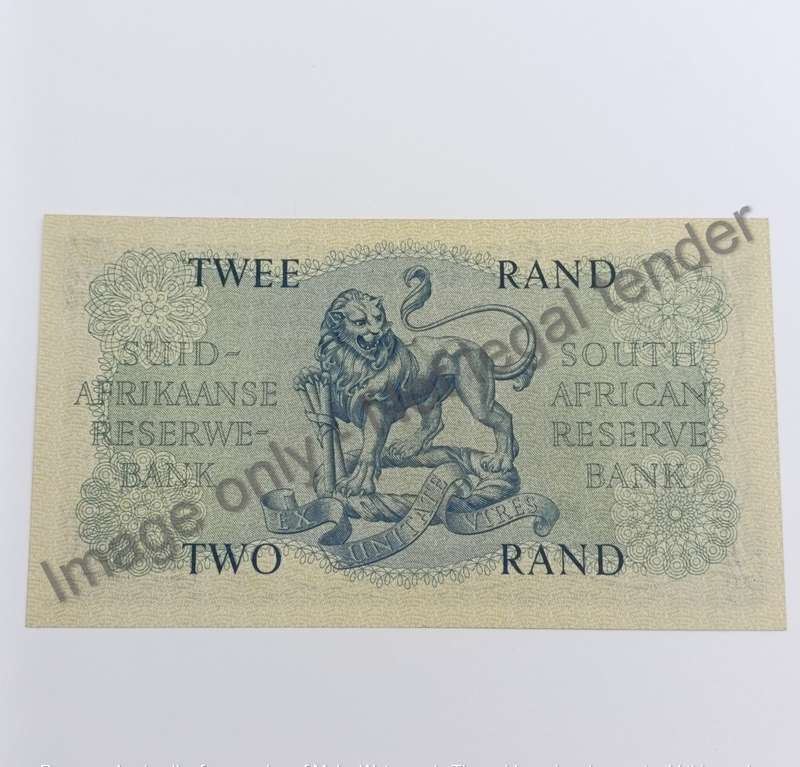 TWEE RAND
SUID-
AFRIKAANSE
RESERWE-
BANK
SOUTH
AFRICAN
RESERVE
BANK
EX UNITATE VIRES
TWO RAND
Image only - Not legal tender